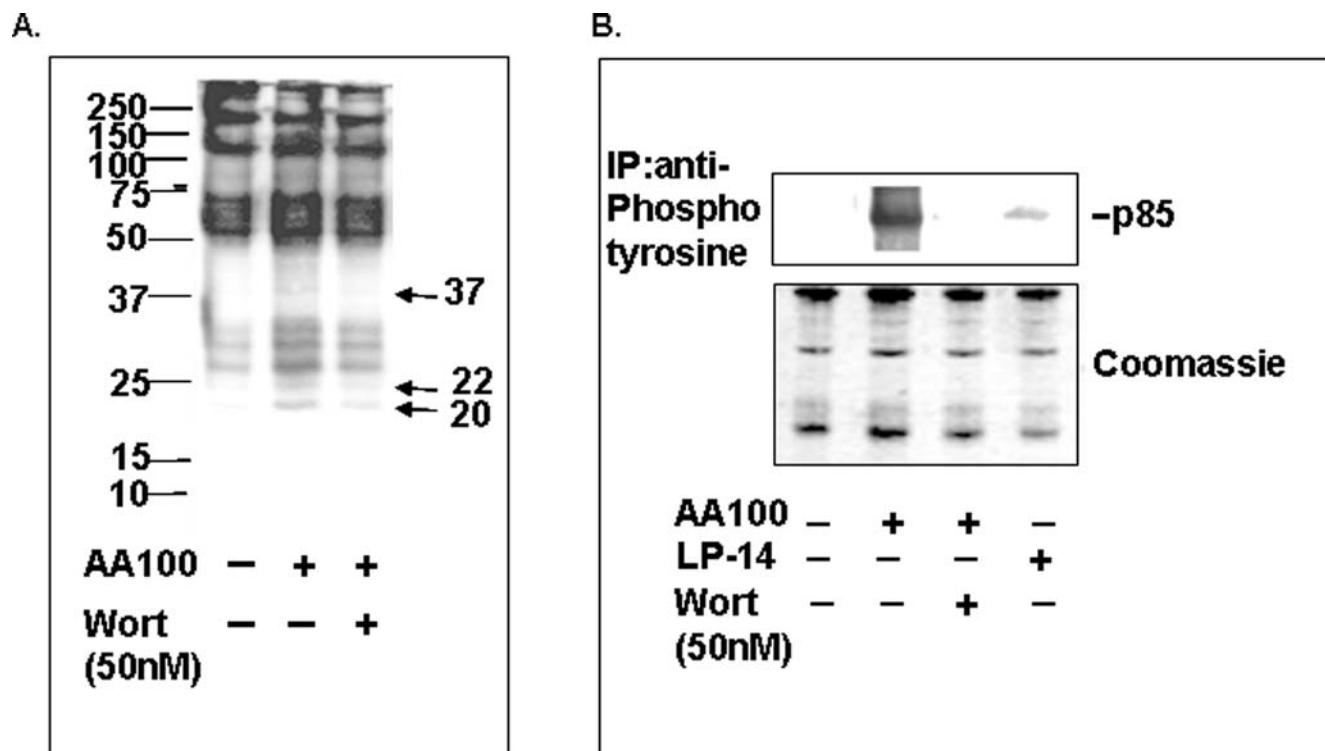 A.
250
150
100
75
50
37
25
15
10
37
22
20
AA100 – + +
Wort – – +
(50nM)
B.
IP:anti-
Phospho
tyrosine
–p85
Coomassie
AA100 – + + –
LP-14 – – – +
Wort – – + –
(50nM)